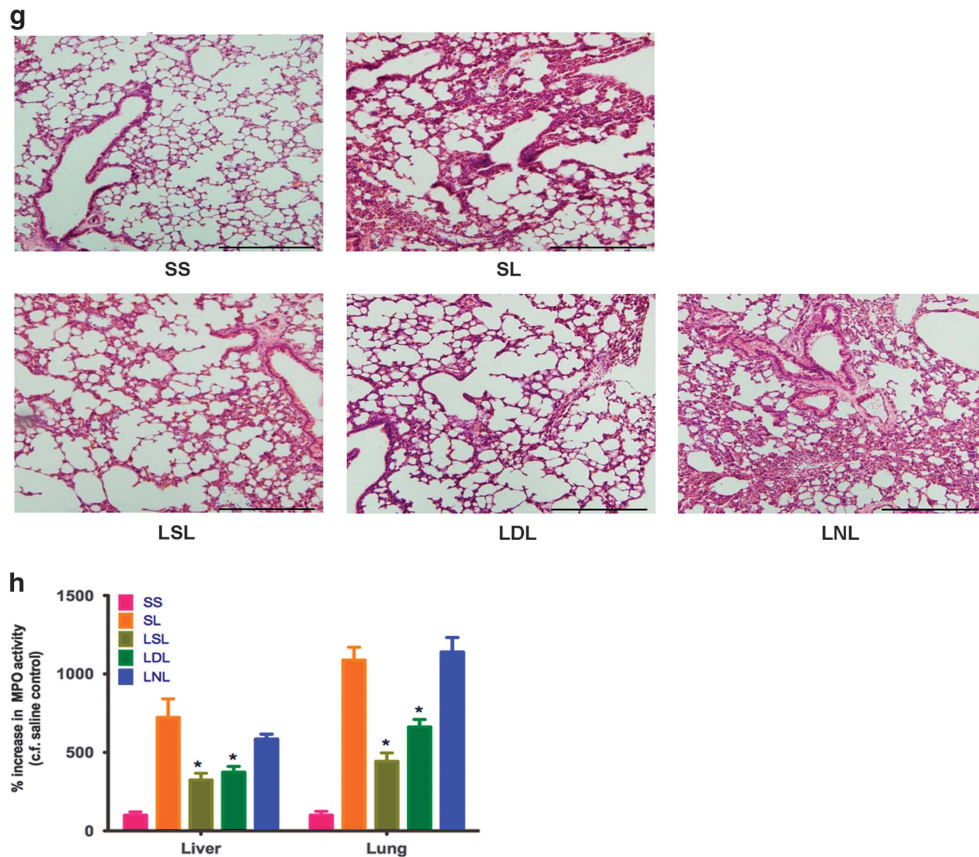 g
SS
SL
LSL
LDL
LNL
h
% increase in MPO activity
(c.f. saline control)
1500
1000
500
0
SS
SL
LSL
LDL
LNL
*
*
*
*
Liver
Lung